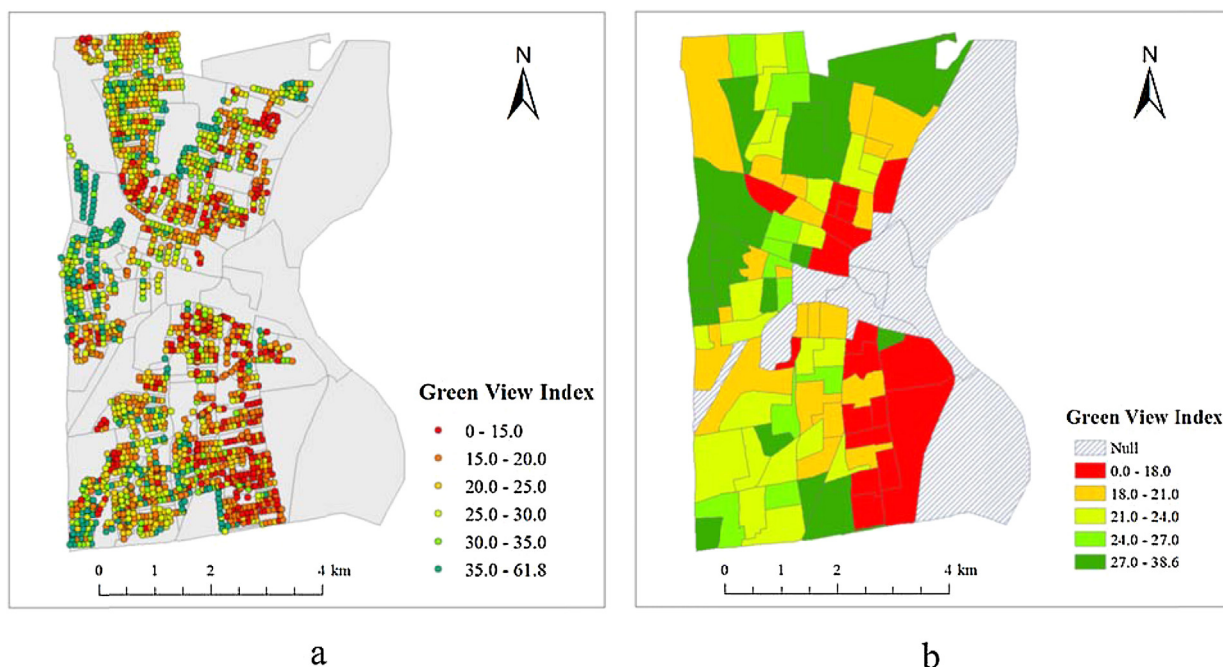 N
Green View Index
0 - 15.0
15.0 - 20.0
20.0 - 25.0
25.0 - 30.0
30.0 - 35.0
35.0 - 61.8
0 1 2 4 km
a
N
Green View Index
Null
0.0 - 18.0
18.0 - 21.0
21.0 - 24.0
24.0 - 27.0
27.0 - 38.6
0 1 2 4 km
b